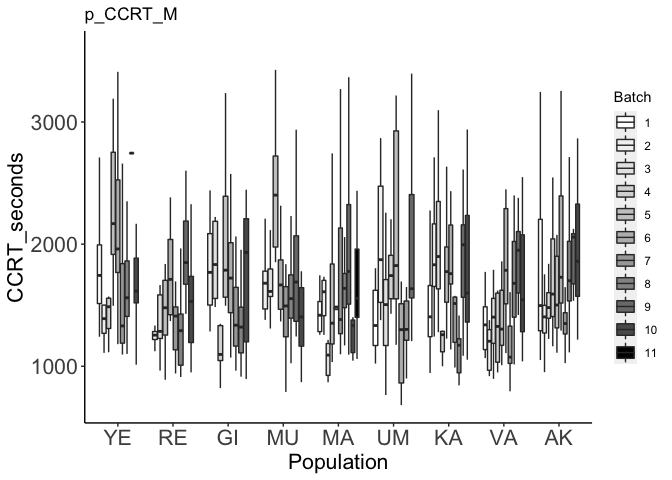 p_CCRT_M
CCRT_seconds
3000
2000
1000
YE RE GI MU MA UM KA VA AK
Population
Batch
1
2
3
4
5
6
7
8
9
10
11